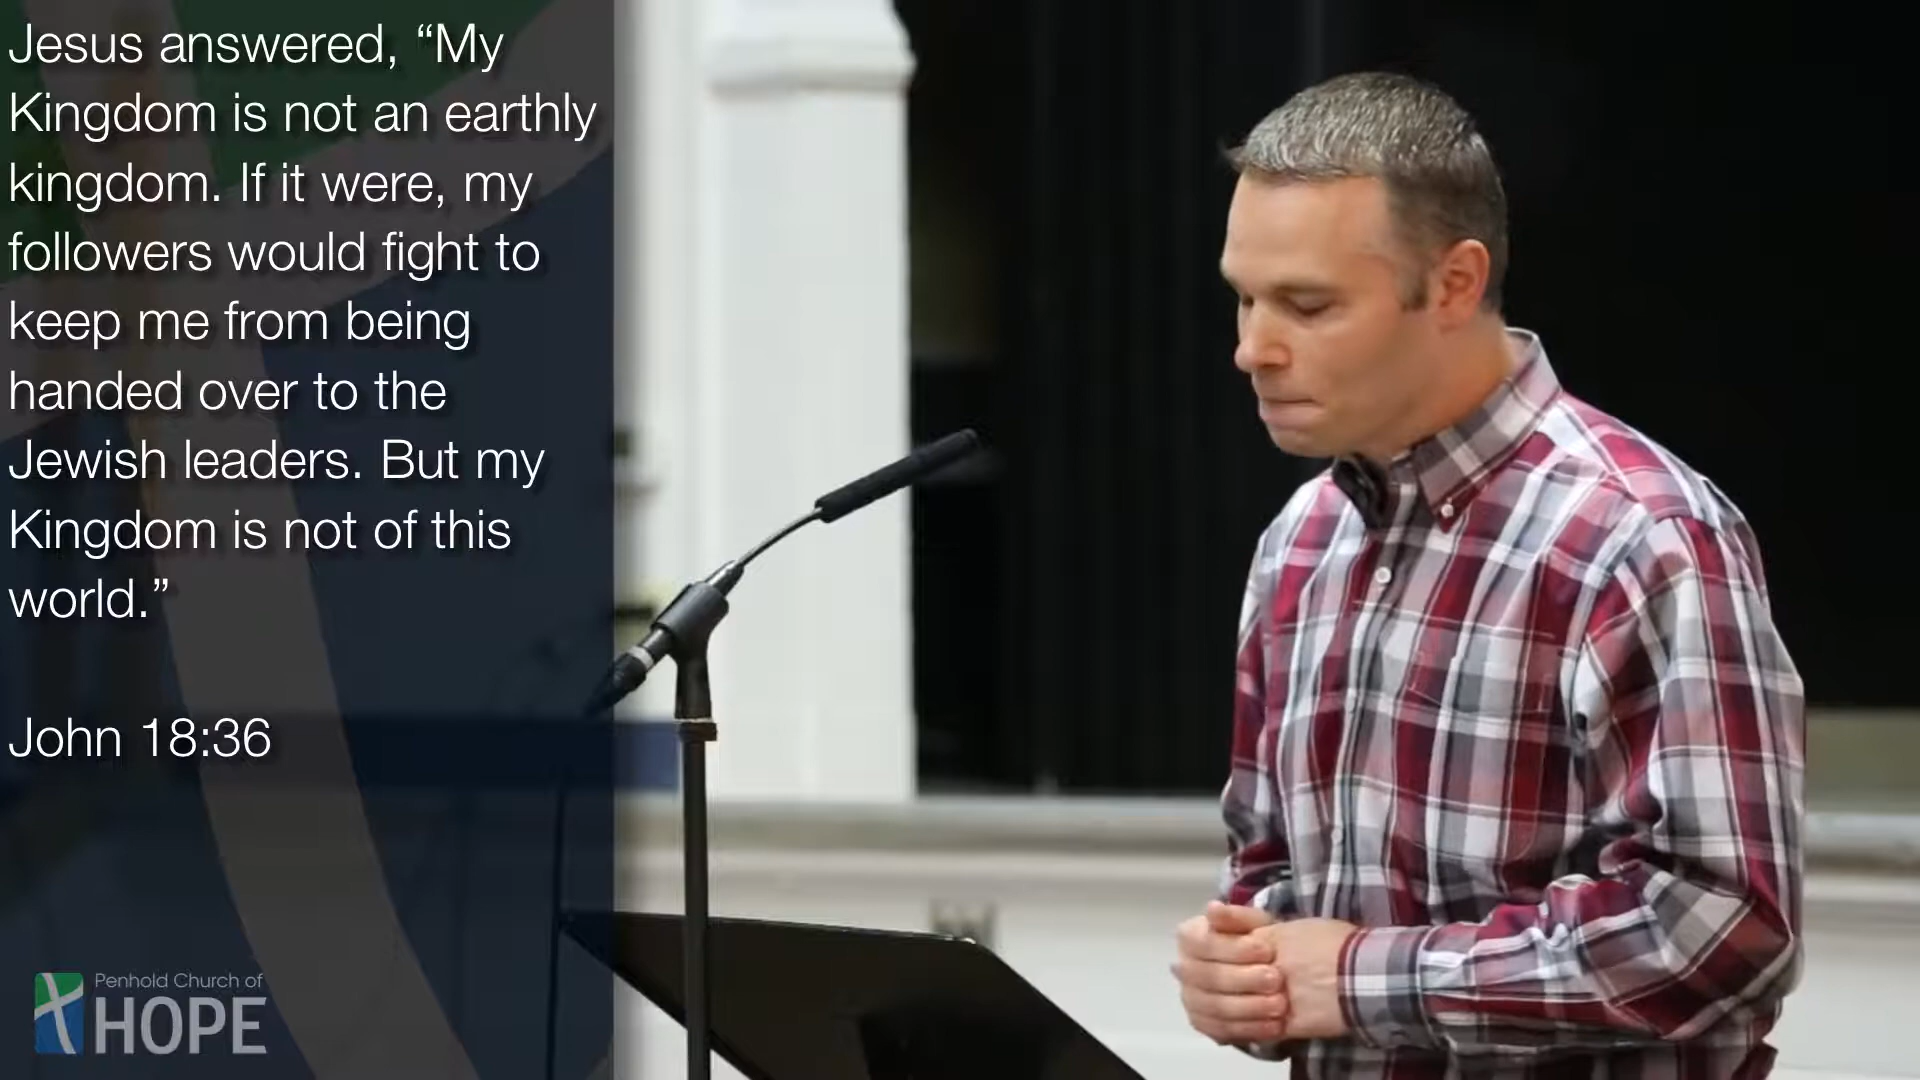 Jesus answered, “My
Kingdom is not an earthly
kingdom. If it were, my
followers would fight to
keep me from being
handed over to the
Jewish leaders. But my
Kingdom is not of this
world.”
John 18:36
Penhold Church of
HOPE